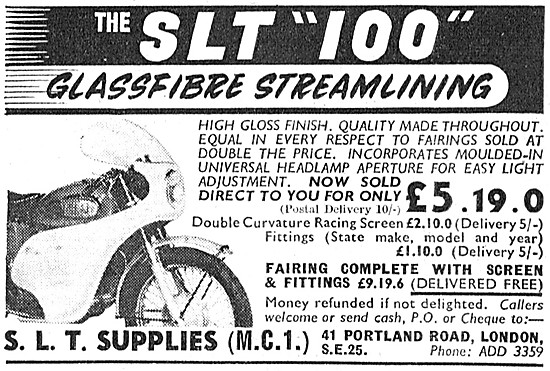 THE SLT "100"
GLASSFIBRE STREAMLINING
HIGH GLOSS FINISH. QUALITY MADE THROUGHOUT.
EQUAL IN EVERY RESPECT TO FAIRINGS SOLD AT
DOUBLE THE PRICE. INCORPORATES MOULDED-IN
UNIVERSAL HEADLAMP APERTURE FOR EASY LIGHT
ADJUSTMENT. NOW SOLD
DIRECT TO YOU FOR ONLY £5.19.0
(Postal Delivery 10/-)
Double Curvature Racing Screen £2.10.0 (Delivery 5/-)
Fittings (State make, model and year)
£1.10.0 (Delivery 5/-)
FAIRING COMPLETE WITH SCREEN
& FITTINGS £9.19.6 (DELIVERED FREE)
Money refunded if not delighted. Callers
welcome or send cash, P.O. or Cheque to:—
S. L. T. SUPPLIES (M.C.1.) 41 PORTLAND ROAD, LONDON,
S.E.25. Phone: ADD 3359